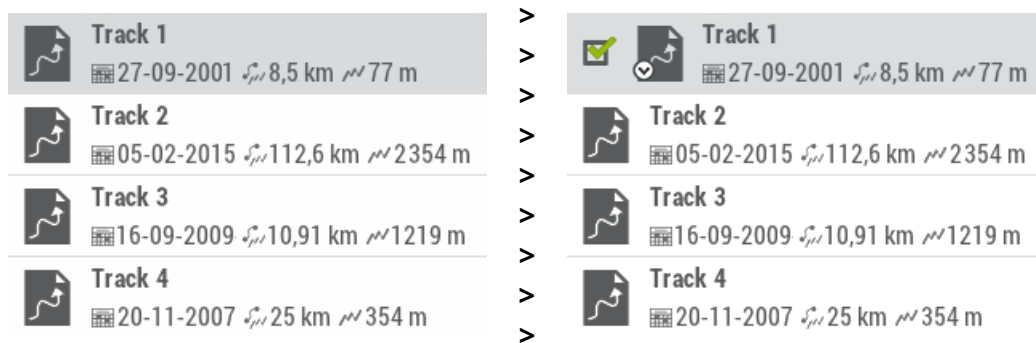 Track 1
27-09-2001 8,5 km 77 m
Track 2
05-02-2015 112,6 km 2354 m
Track 3
16-09-2009 10,91 km 1219 m
Track 4
20-11-2007 25 km 354 m
>
>
>
>
>
>
>
>
>
Track 1
27-09-2001 8,5 km 77 m
Track 2
05-02-2015 112,6 km 2354 m
Track 3
16-09-2009 10,91 km 1219 m
Track 4
20-11-2007 25 km 354 m